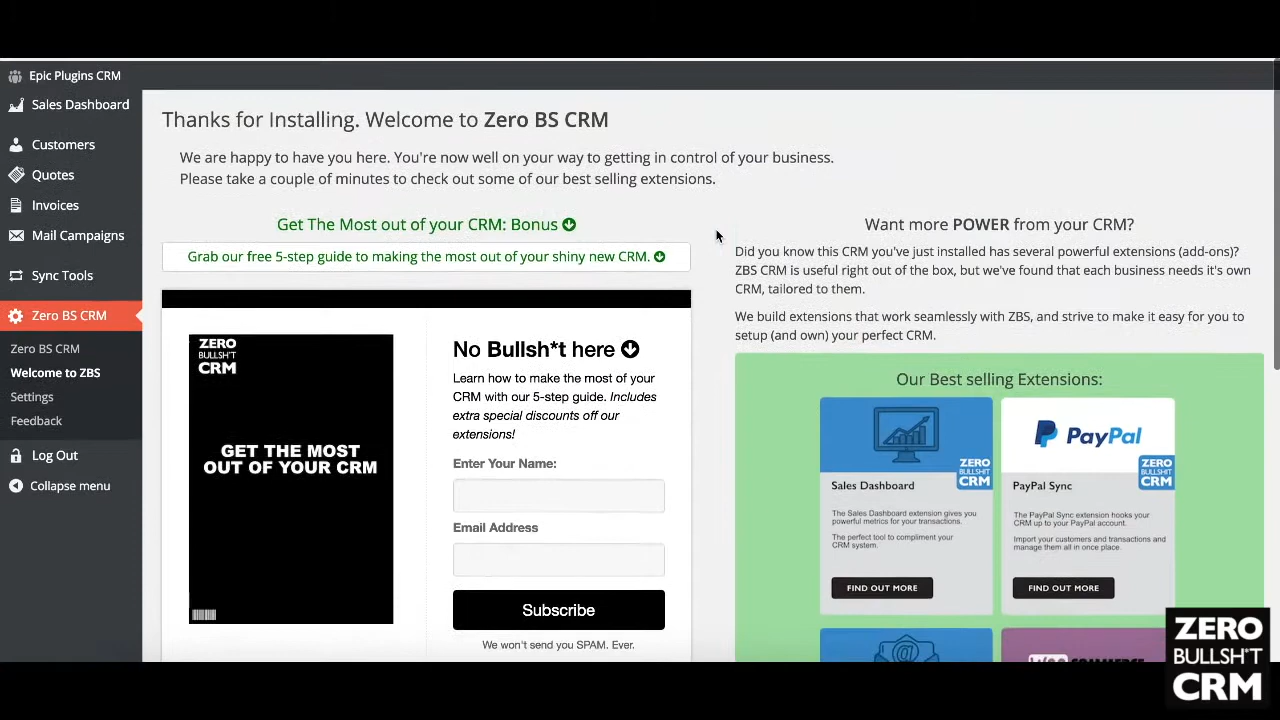 Epic Plugins CRM
Sales Dashboard
Customers
Quotes
Invoices
Mail Campaigns
Sync Tools
Zero BS CRM
Zero BS CRM
Welcome to ZBS
Settings
Feedback
Log Out
Collapse menu
Thanks for Installing. Welcome to Zero BS CRM
We are happy to have you here. You're now well on your way to getting in control of your business.
Please take a couple of minutes to check out some of our best selling extensions.
Get The Most out of your CRM: Bonus
Grab our free 5-step guide to making the most out of your shiny new CRM.
ZERO
BULLSH*T
CRM
GET THE MOST
OUT OF YOUR CRM
No Bullsh*t here
Learn how to make the most of your
CRM with our 5-step guide. Includes
extra special discounts off our
extensions!
Enter Your Name:
Email Address
Subscribe
We won't send you SPAM. Ever.
Want more POWER from your CRM?
Did you know this CRM you've just installed has several powerful extensions (add-ons)?
ZBS CRM is useful right out of the box, but we've found that each business needs it's own
CRM, tailored to them.
We build extensions that work seamlessly with ZBS, and strive to make it easy for you to
setup (and own) your perfect CRM.
Our Best selling Extensions:
ZERO
BULLSH*T
CRM
Sales Dashboard
The Sales Dashboard extension gives you
powerful metrics for your transactions.
The perfect tool to compliment your
CRM system.
FIND OUT MORE
PayPal
ZERO
BULLSH*T
CRM
PayPal Sync
The PayPal Sync extension hooks your
CRM up to your PayPal account.
Import your customers and transactions and
manage them all in once place.
FIND OUT MORE
ZERO
BULLSH*T
CRM